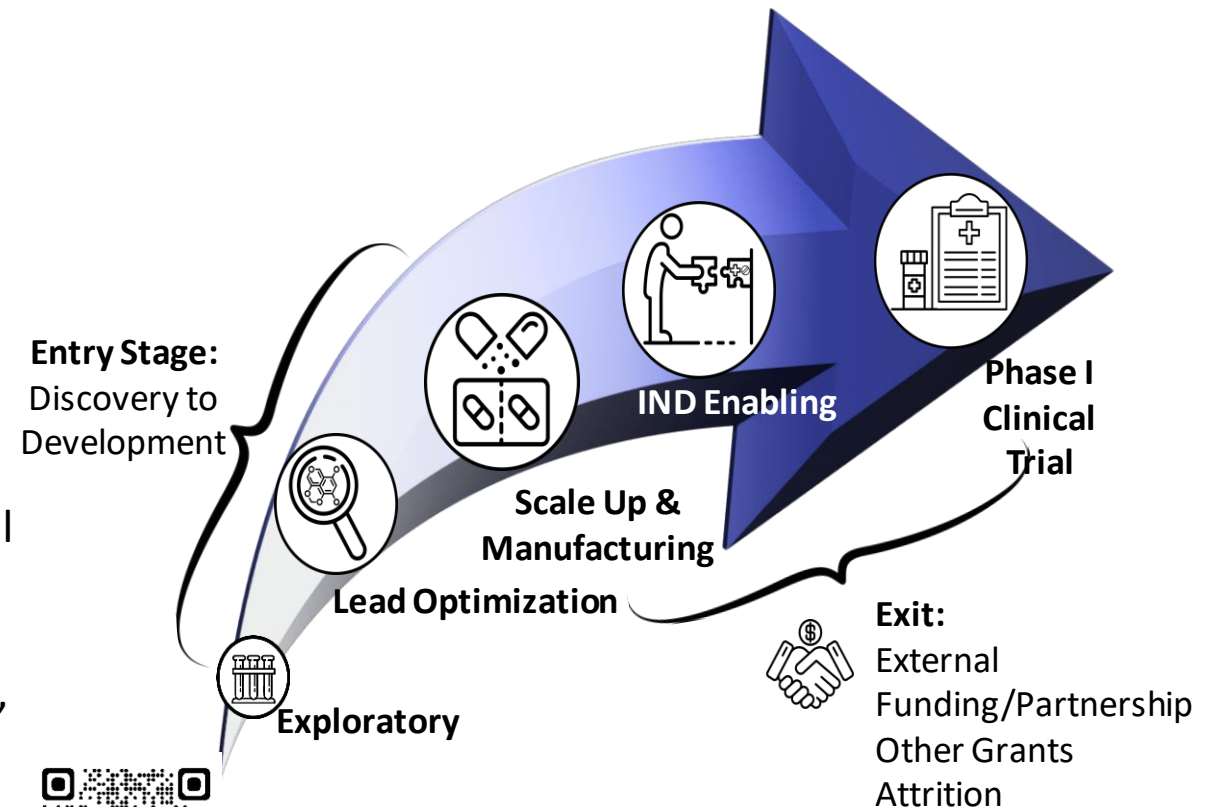 Entry Stage:
Discovery to
Development
IND Enabling
Phase I
Clinical
Trial
Scale Up &
Manufacturing
Lead Optimization
Exploratory
Exit:
External
Funding/Partnership
Other Grants
Attrition
l
,
$